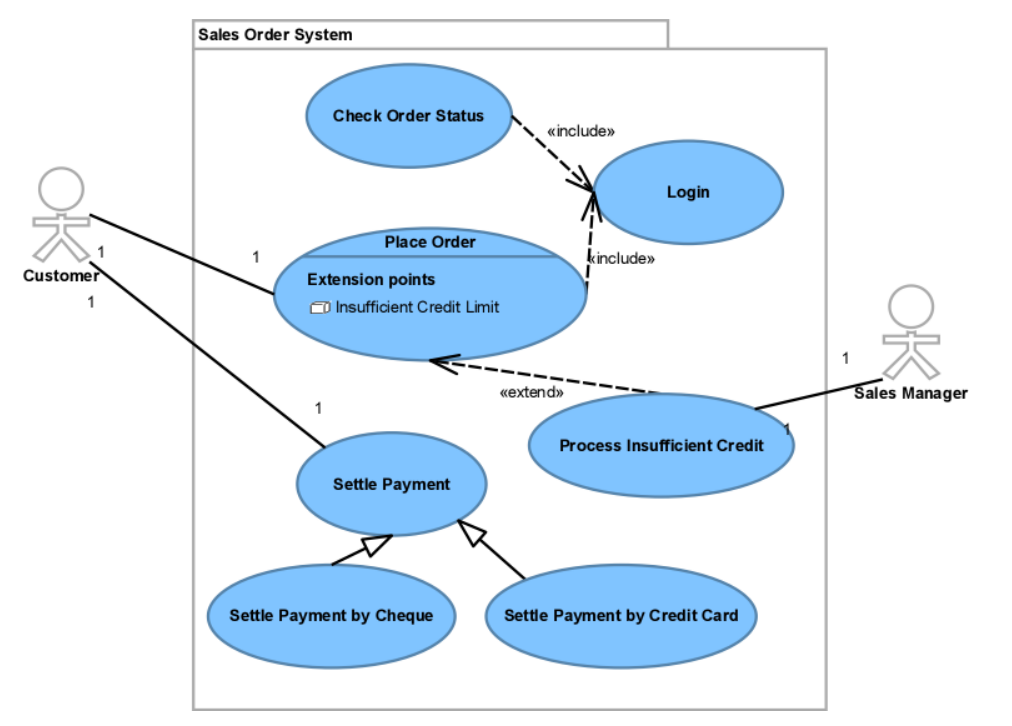 Sales Order System
Check Order Status
«include»
Login
Customer
1
1
Place Order
Extension points
Insufficient Credit Limit
«include»
1
1
Sales Manager
«extend»
1
Process Insufficient Credit
1
Settle Payment
Settle Payment by Cheque
Settle Payment by Credit Card